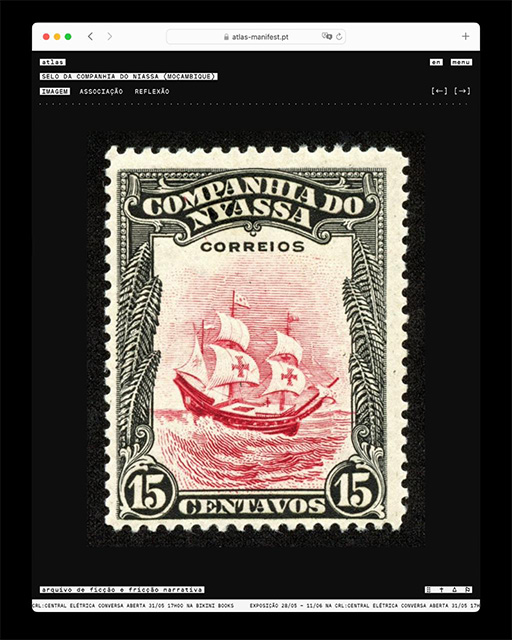 atlas-manifest.pt
atlas
en menu
SELO DA COMPANHIA DO NIASSA (MOÇAMBIQUE)
IMAGEM ASSOCIAÇÃO REFLEXÃO
[←] [→]
COMPANHIA DO
NYASSA
CORREIOS
15 CENTAVOS 15
arquivo de ficção e fricção narrativa
CRL:CENTRAL ELÉTRICA CONVERSA ABERTA 31/05 17H00 NA BIKINI BOOKS EXPOSIÇÃO 28/05 – 11/06 NA CRL:CENTRAL ELÉTRICA CONVERSA ABERTA 31/05 17H